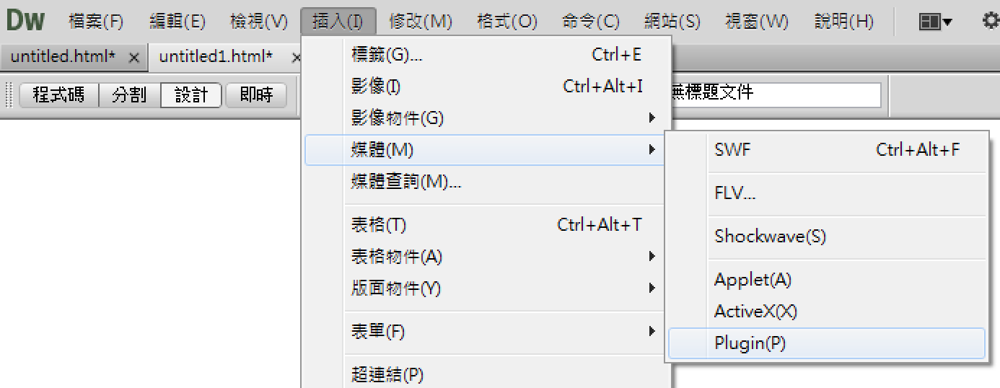 Dw 檔案(F) 編輯(E) 檢視(V) 插入(I) 修改(M) 格式(O) 命令(C) 網站(S) 視窗(W) 說明(H)
untitled.html* × untitled1.html* ×
程式碼 分割 設計 即時 無標題文件
標籤(G)... Ctrl+E
影像(I) Ctrl+Alt+I
影像物件(G)
媒體(M)
媒體查詢(M)...
表格(T) Ctrl+Alt+T
表格物件(A)
版面物件(Y)
表單(F)
超連結(P)
SWF Ctrl+Alt+F
FLV...
Shockwave(S)
Applet(A)
ActiveX(X)
Plugin(P)